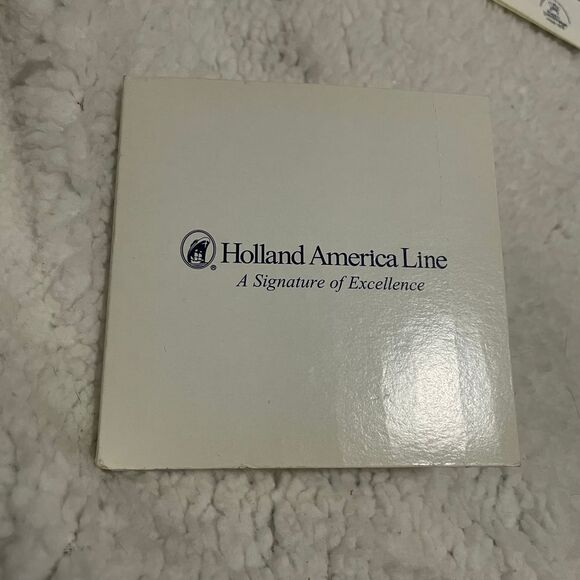 Holland America Line
A Signature of Excellence